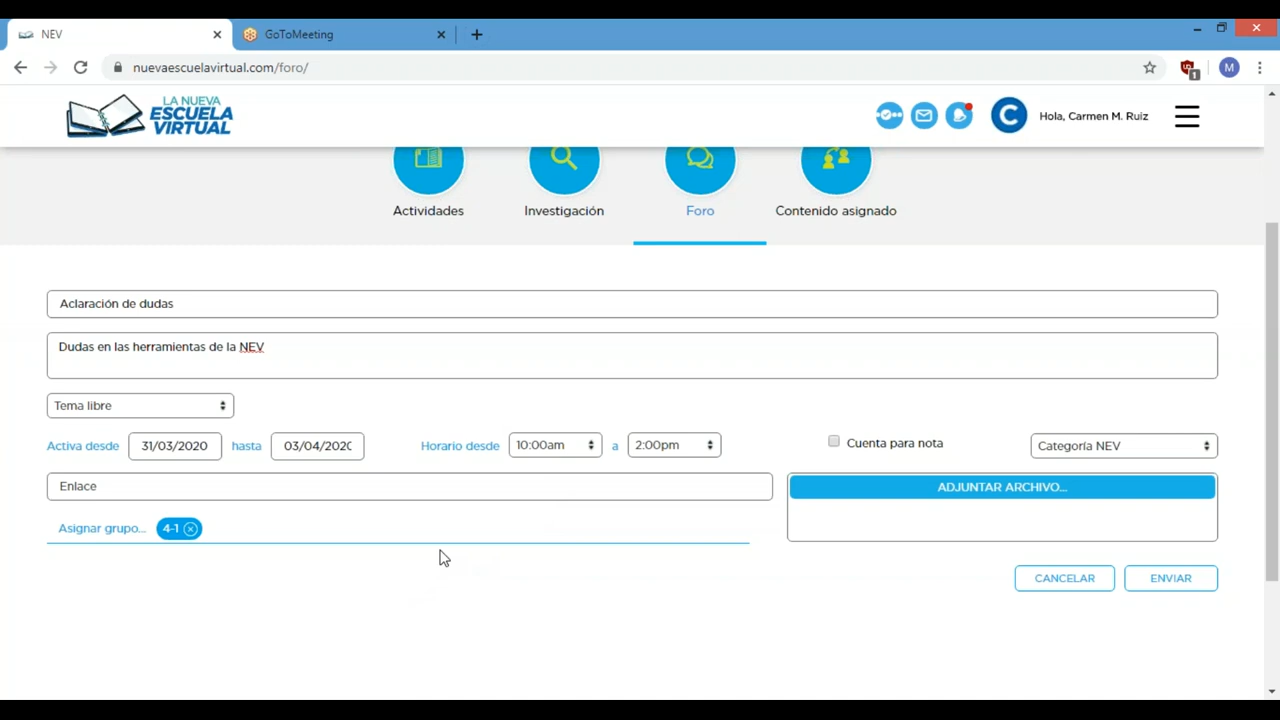 NEV
GoToMeeting
nuevaescuelavirtual.com/foro/
1
M
LA NUEVA
ESCUELA
VIRTUAL
C
Hola, Carmen M. Ruiz
Actividades
Investigación
Foro
Contenido asignado
Aclaración de dudas
Dudas en las herramientas de la NEV
Tema libre
Activa desde 31/03/2020 hasta 03/04/2020 Horario desde 10:00am a 2:00pm Cuenta para nota Categoría NEV
Enlace
ADJUNTAR ARCHIVO...
Asignar grupo... 4-1
CANCELAR
ENVIAR